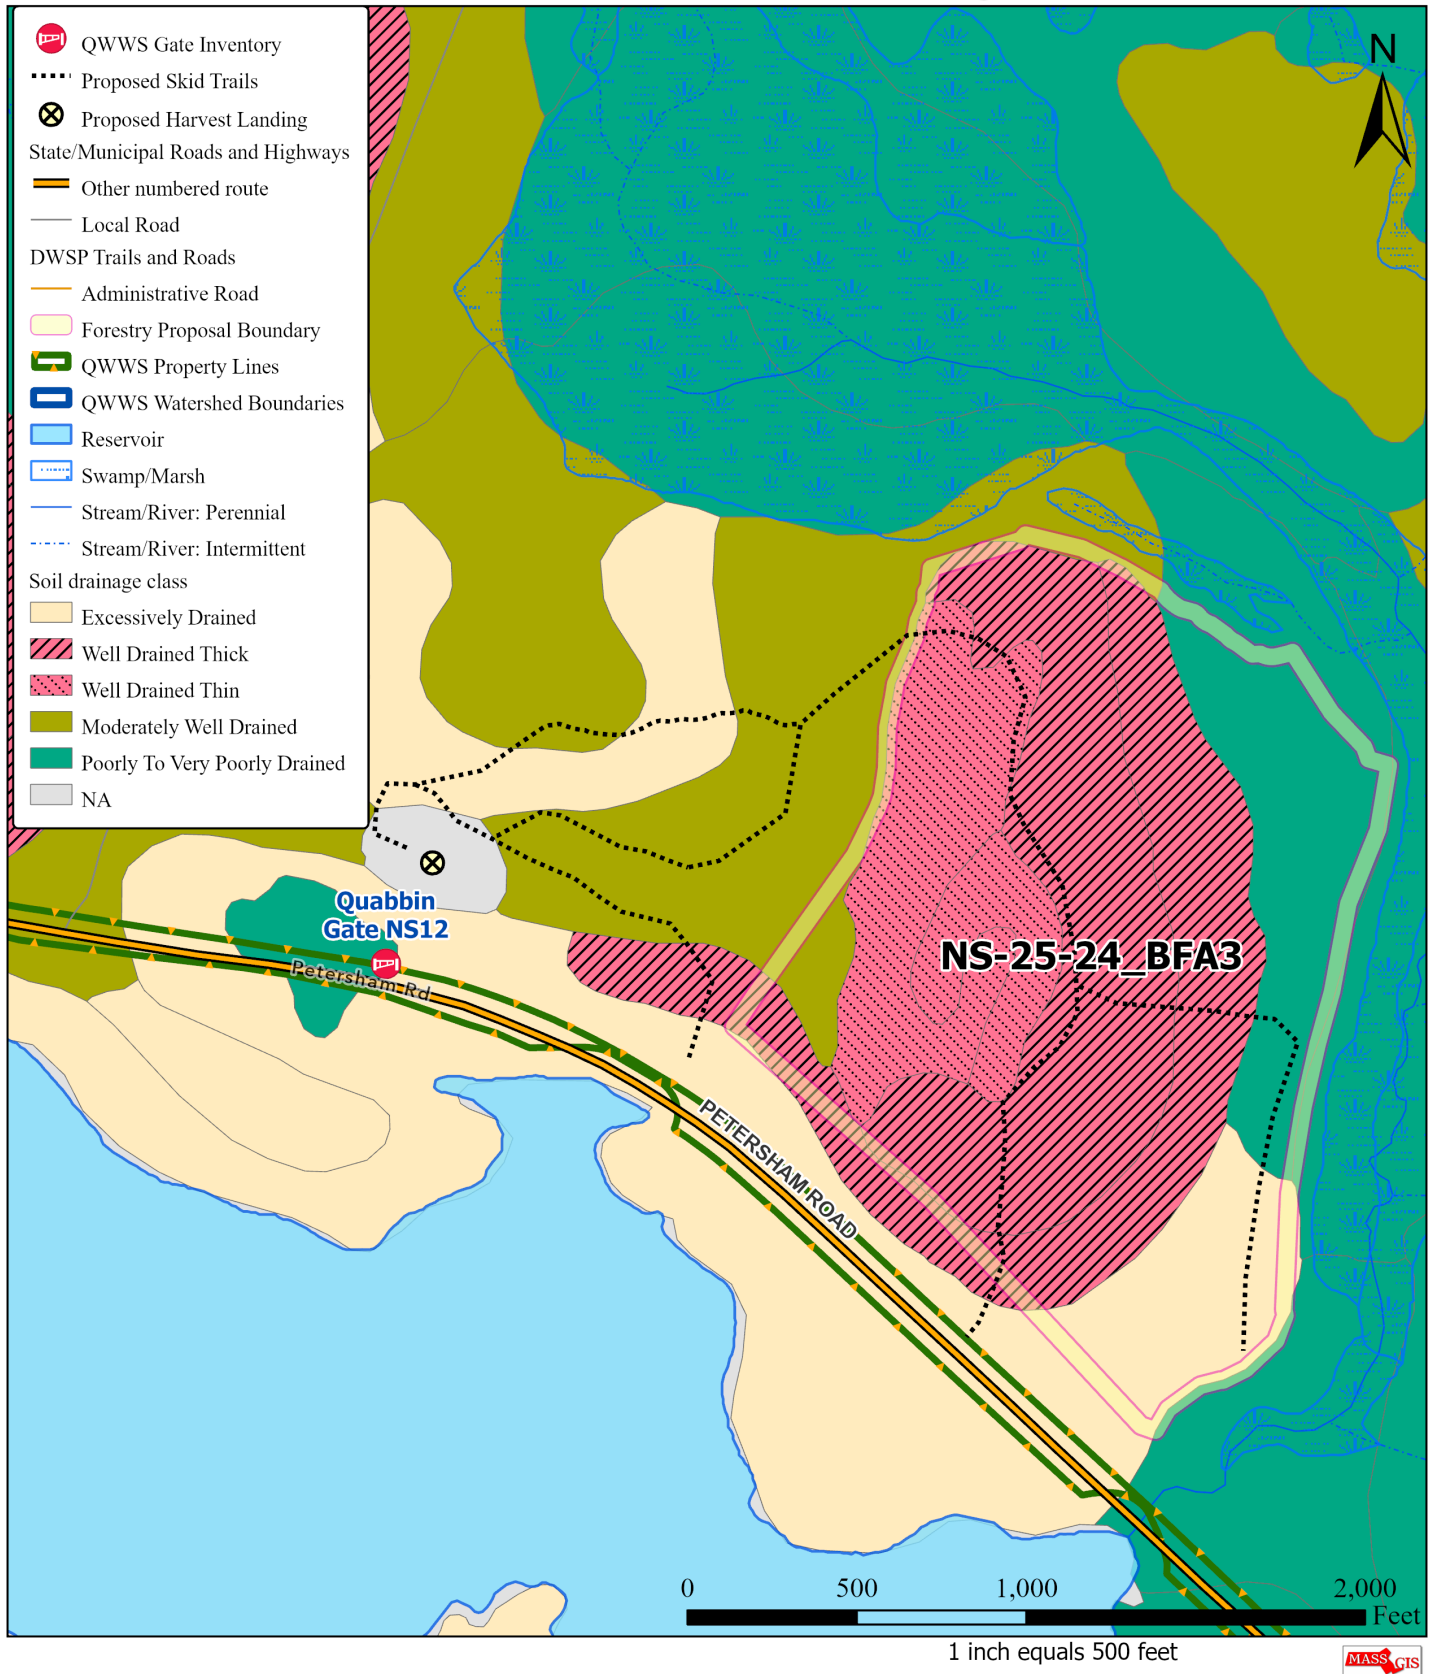 QWWS Gate Inventory
Proposed Skid Trails
Proposed Harvest Landing
State/Municipal Roads and Highways
Other numbered route
Local Road
DWSP Trails and Roads
Administrative Road
Forestry Proposal Boundary
QWWS Property Lines
QWWS Watershed Boundaries
Reservoir
Swamp/Marsh
Stream/River: Perennial
Stream/River: Intermittent
Soil drainage class
Excessively Drained
Well Drained Thick
Well Drained Thin
Moderately Well Drained
Poorly To Very Poorly Drained
NA
N
Quabbin
Gate NS12
Petersham Rd
NS-25-24_BFA3
PETERSHAM ROAD
0 500 1,000 2,000
Feet
1 inch equals 500 feet
MASS GIS